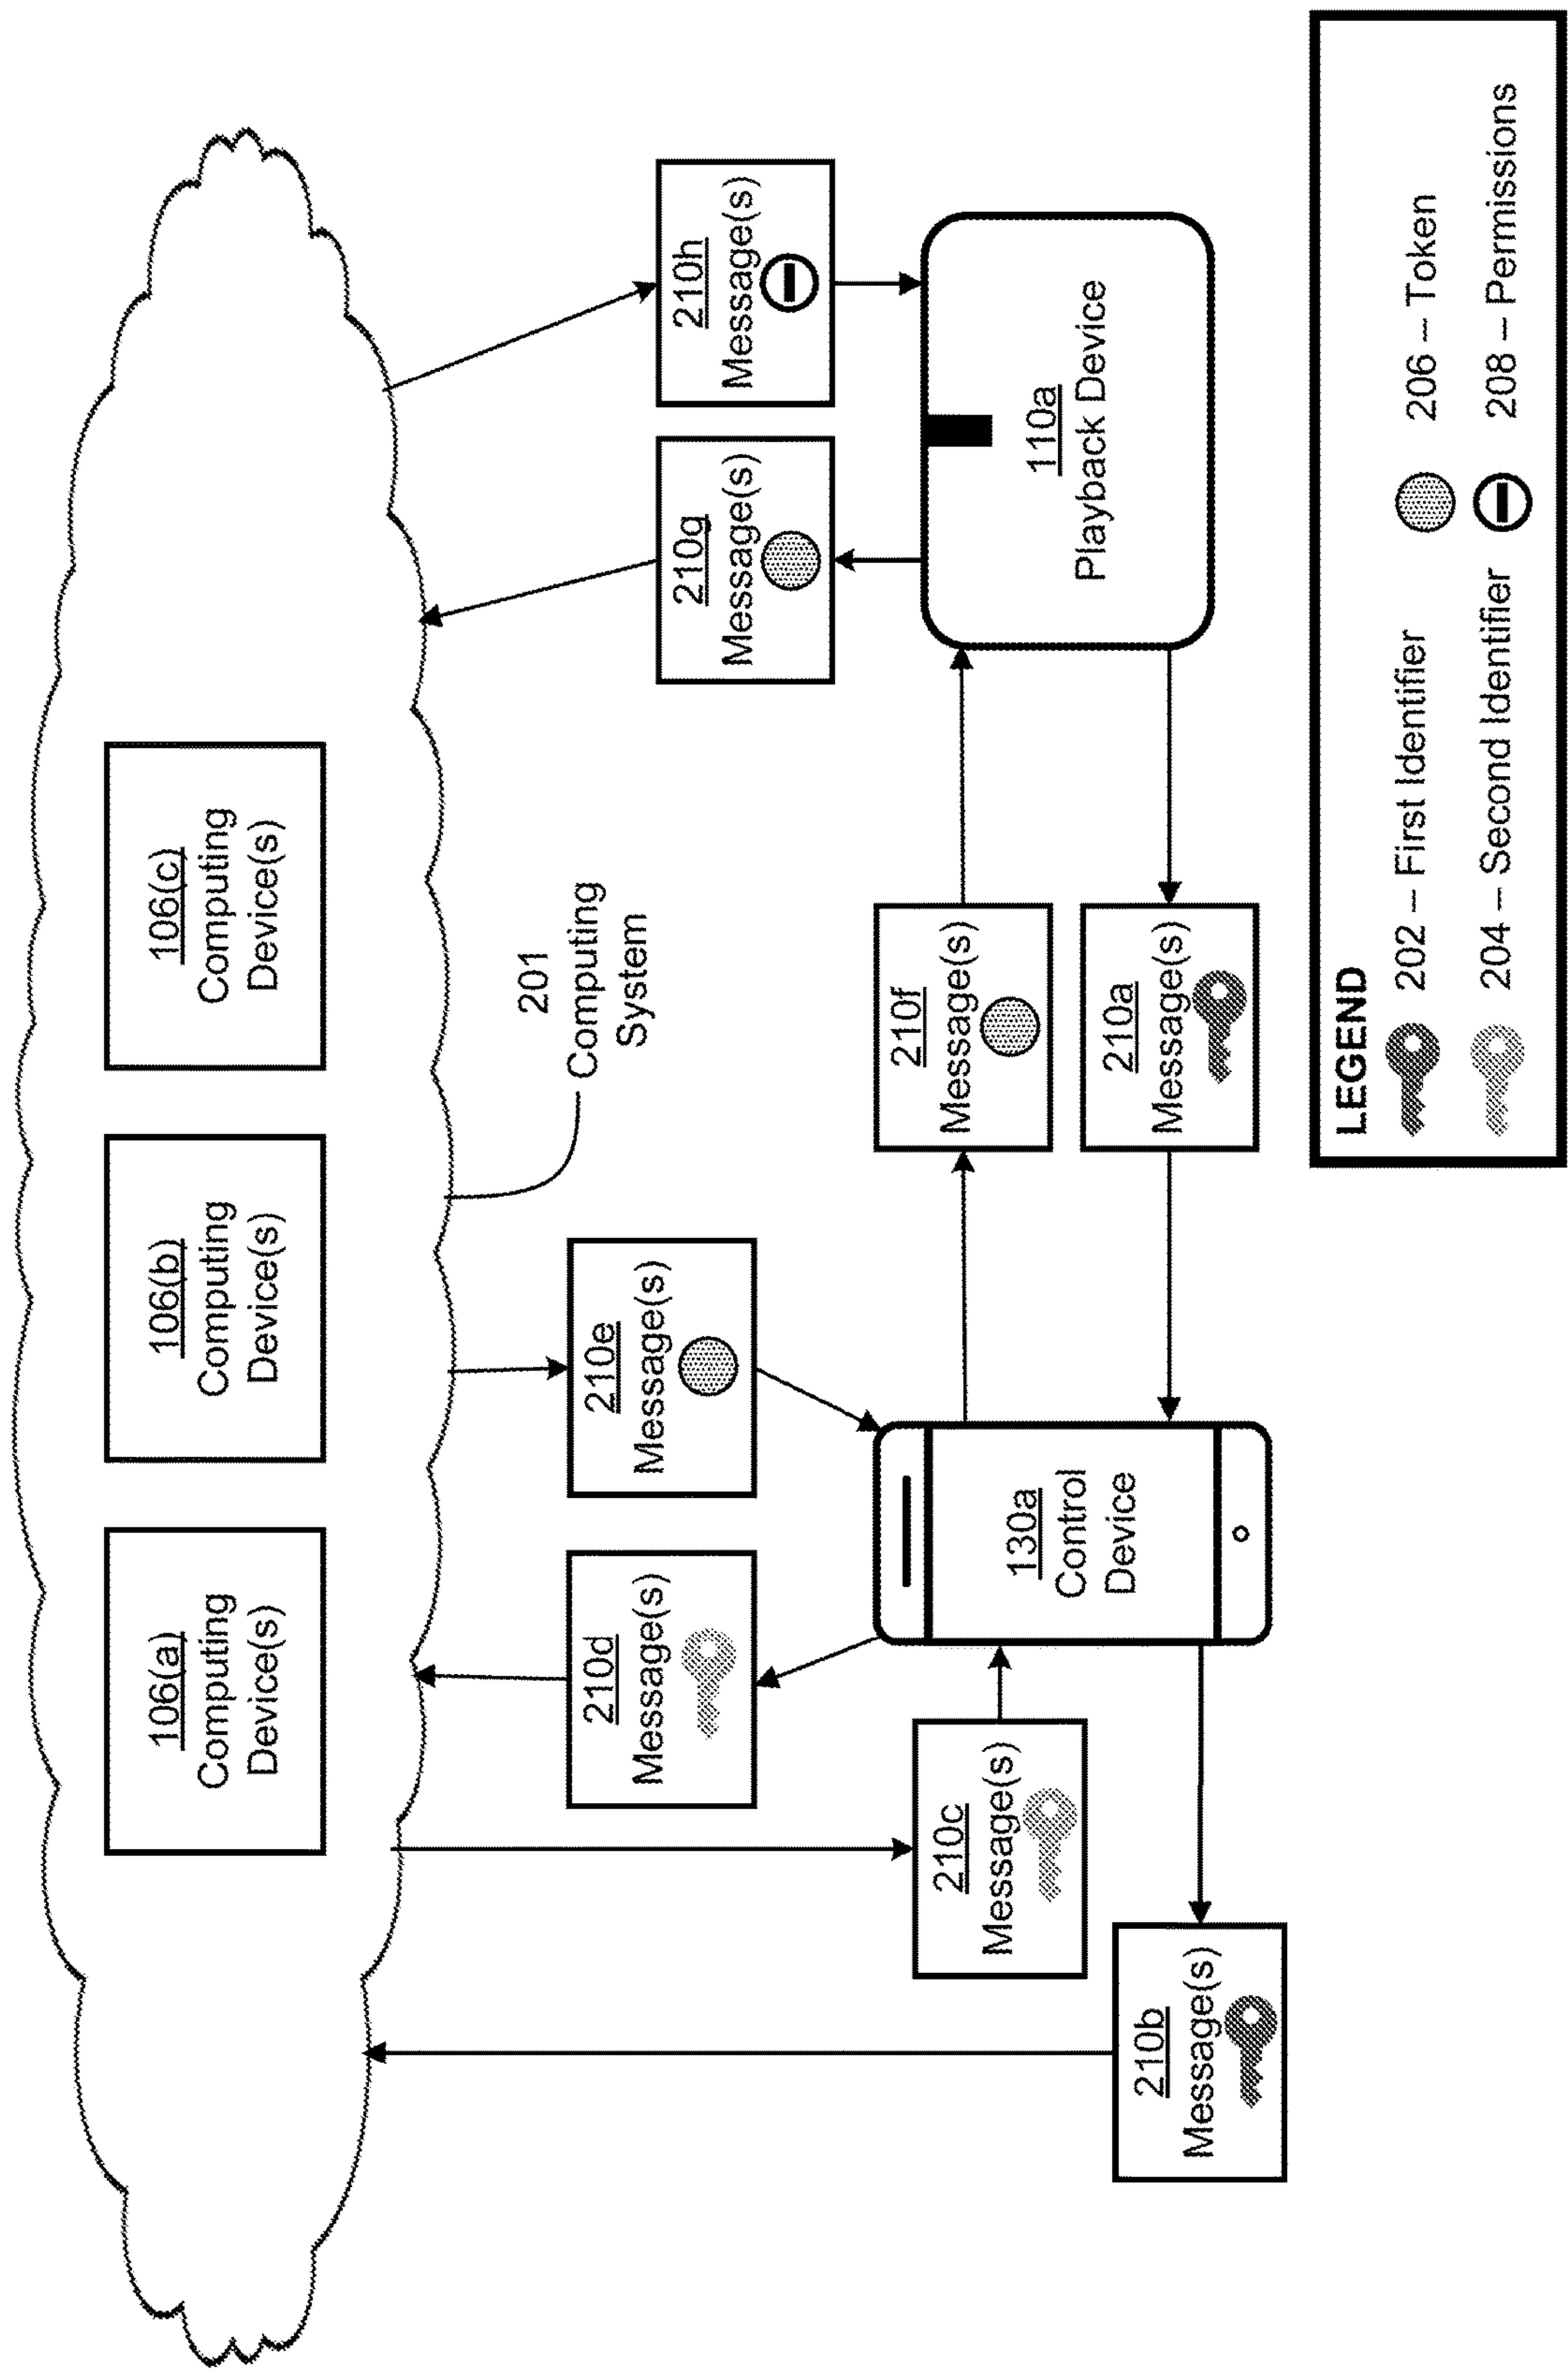 106(a)
Computing
Device(s)
106(b)
Computing
Device(s)
106(c)
Computing
Device(s)
201
Computing
System
210d
Message(s)
210e
Message(s)
210g
Message(s)
210h
Message(s)
210c
Message(s)
210b
Message(s)
130a
Control
Device
210f
Message(s)
210a
Message(s)
110a
Playback Device
LEGEND
202 – First Identifier
206 – Token
204 – Second Identifier
208 – Permissions